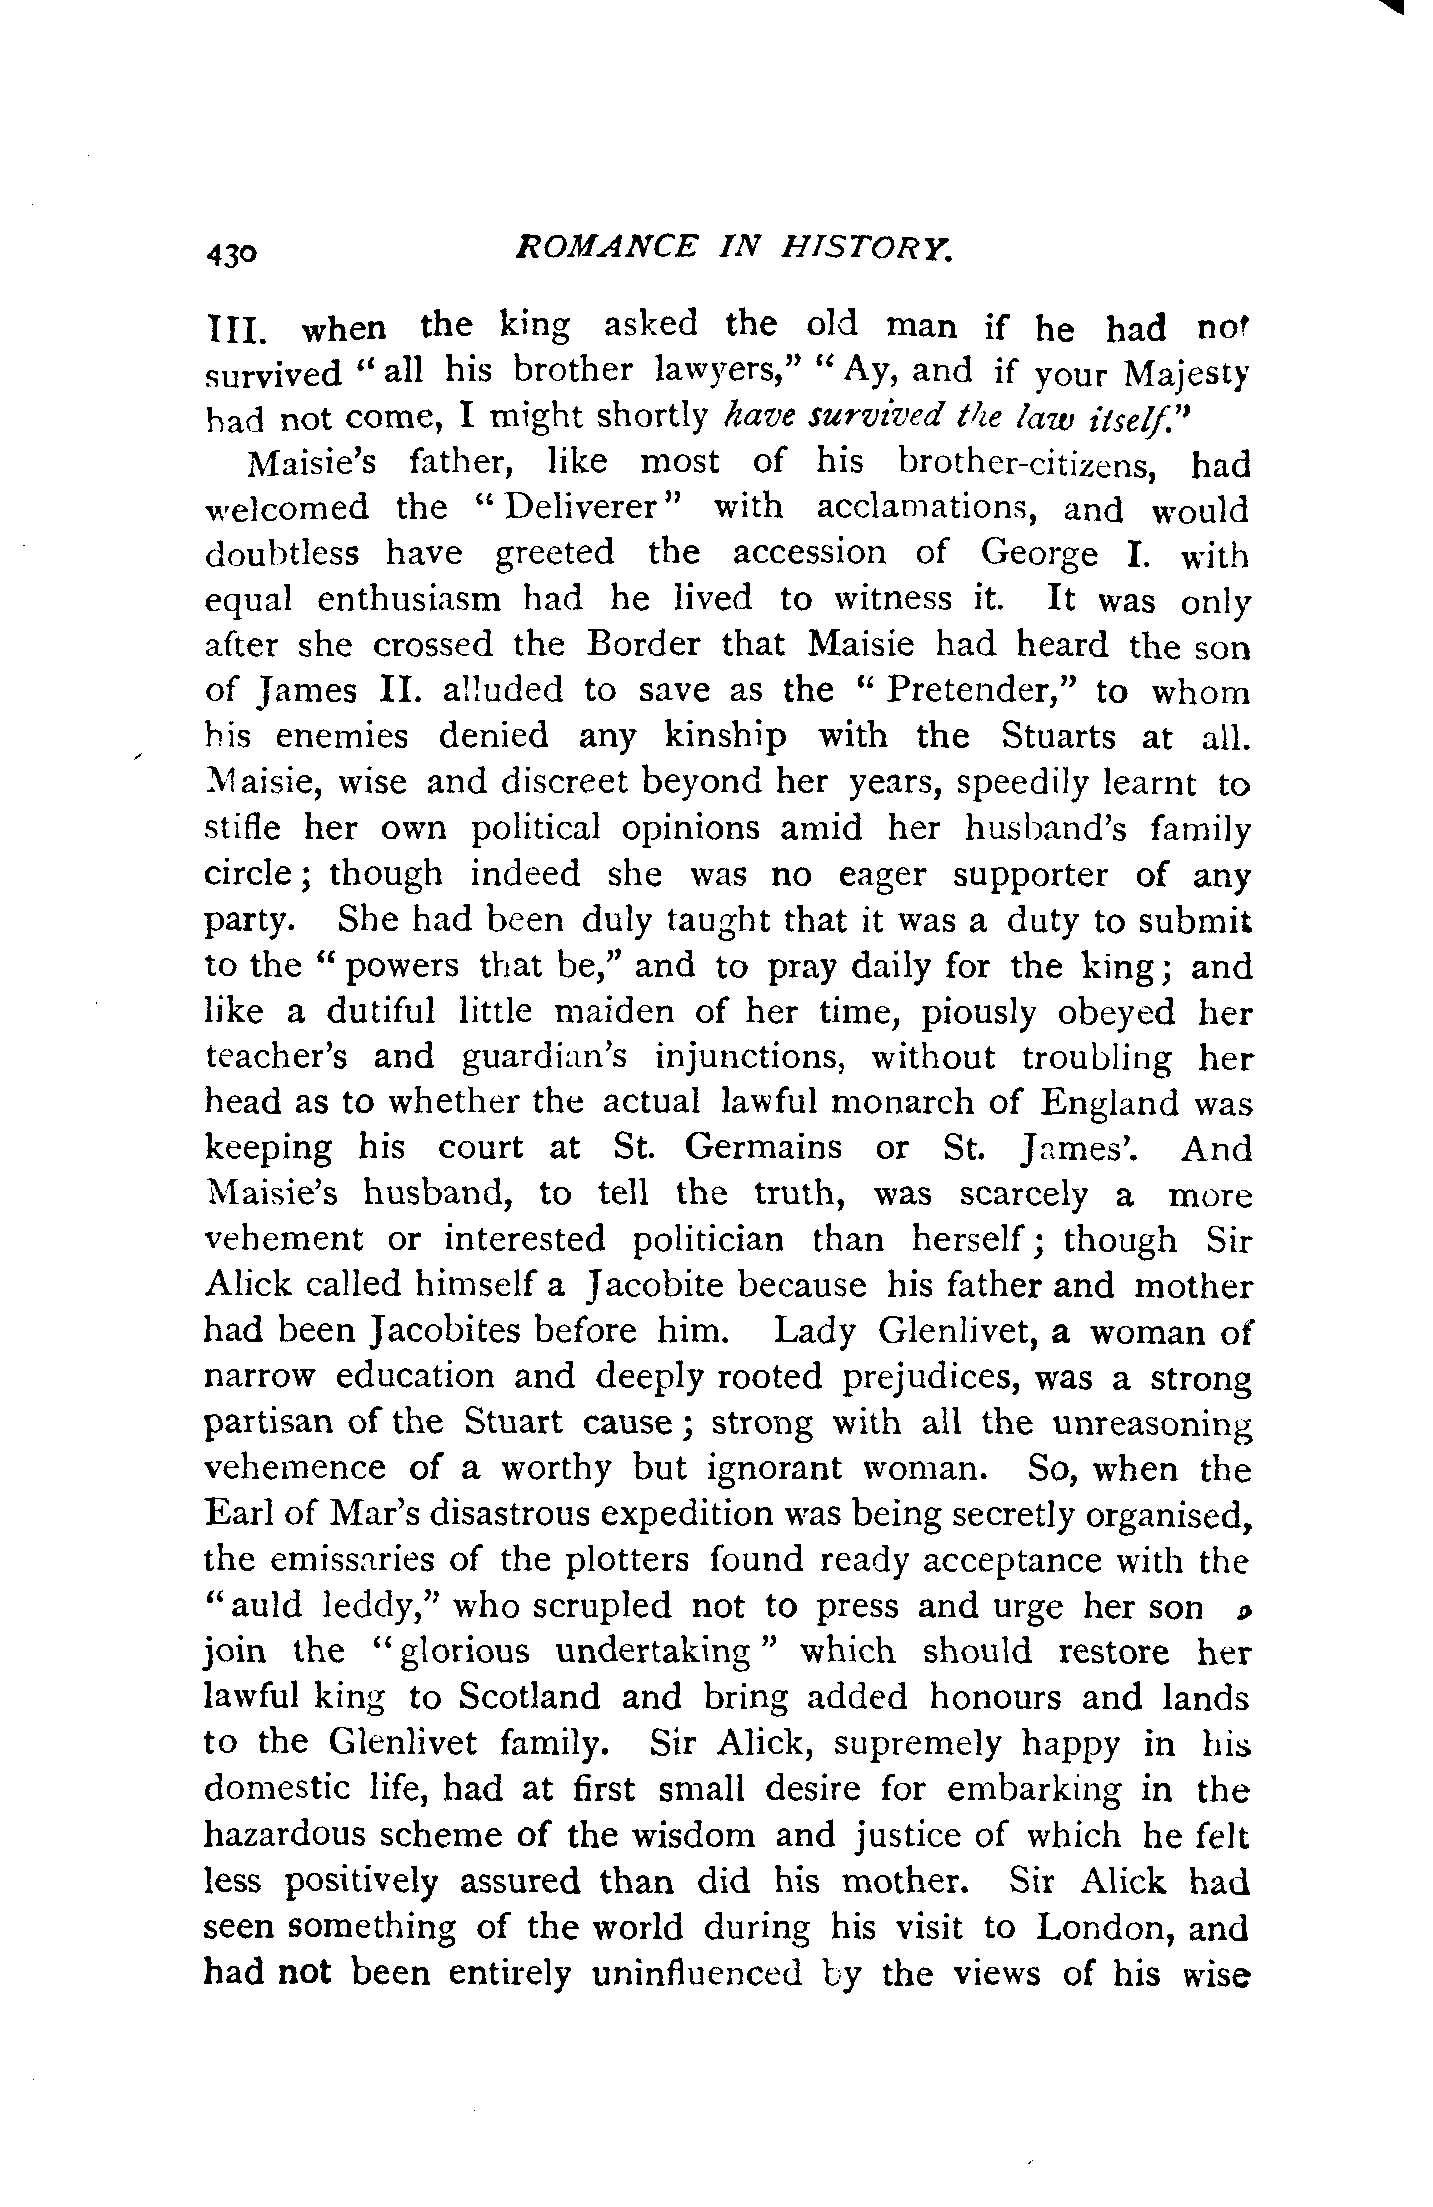 430 ROMANCE IN HISTORY.
III. when the king asked the old man if he had not
survived “all his brother lawyers,” “Ay, and if your Majesty
had not come, I might shortly have survived the law itself.”
Maisie’s father, like most of his brother-citizens, had
welcomed the “Deliverer” with acclamations, and would
doubtless have greeted the accession of George I. with
equal enthusiasm had he lived to witness it. It was only
after she crossed the Border that Maisie had heard the son
of James II. alluded to save as the “Pretender,” to whom
his enemies denied any kinship with the Stuarts at all.
Maisie, wise and discreet beyond her years, speedily learnt to
stifle her own political opinions amid her husband’s family
circle; though indeed she was no eager supporter of any
party. She had been duly taught that it was a duty to submit
to the “powers that be,” and to pray daily for the king; and
like a dutiful little maiden of her time, piously obeyed her
teacher’s and guardian’s injunctions, without troubling her
head as to whether the actual lawful monarch of England was
keeping his court at St. Germains or St. James’. And
Maisie’s husband, to tell the truth, was scarcely a more
vehement or interested politician than herself; though Sir
Alick called himself a Jacobite because his father and mother
had been Jacobites before him. Lady Glenlivet, a woman of
narrow education and deeply rooted prejudices, was a strong
partisan of the Stuart cause; strong with all the unreasoning
vehemence of a worthy but ignorant woman. So, when the
Earl of Mar’s disastrous expedition was being secretly organised,
the emissaries of the plotters found ready acceptance with the
“auld leddy,” who scrupled not to press and urge her son
join the “glorious undertaking” which should restore her
lawful king to Scotland and bring added honours and lands
to the Glenlivet family. Sir Alick, supremely happy in his
domestic life, had at first small desire for embarking in the
hazardous scheme of the wisdom and justice of which he felt
less positively assured than did his mother. Sir Alick had
seen something of the world during his visit to London, and
had not been entirely uninfluenced by the views of his wise